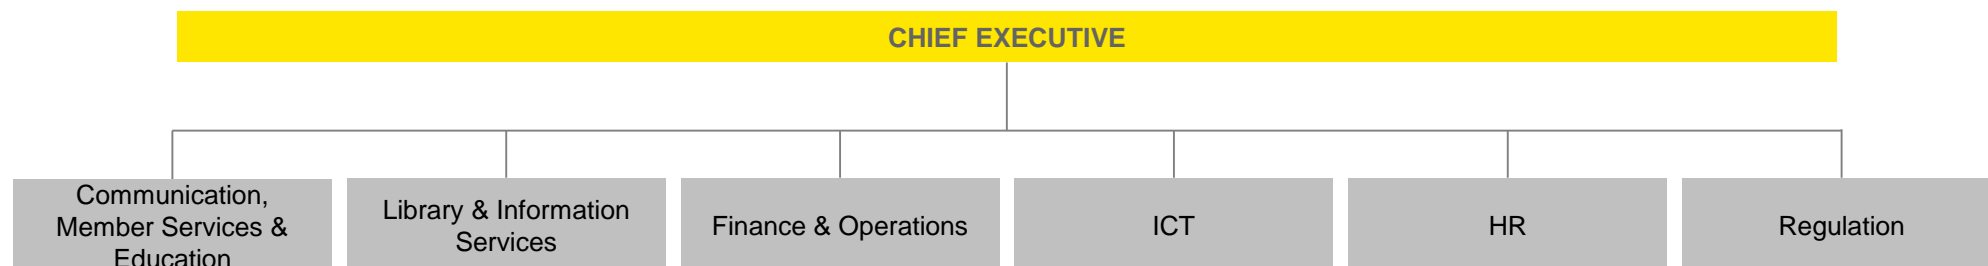 CHIEF EXECUTIVE
Communication,
Member Services &
Education
Library & Information
Services
Finance & Operations
ICT
HR
Regulation